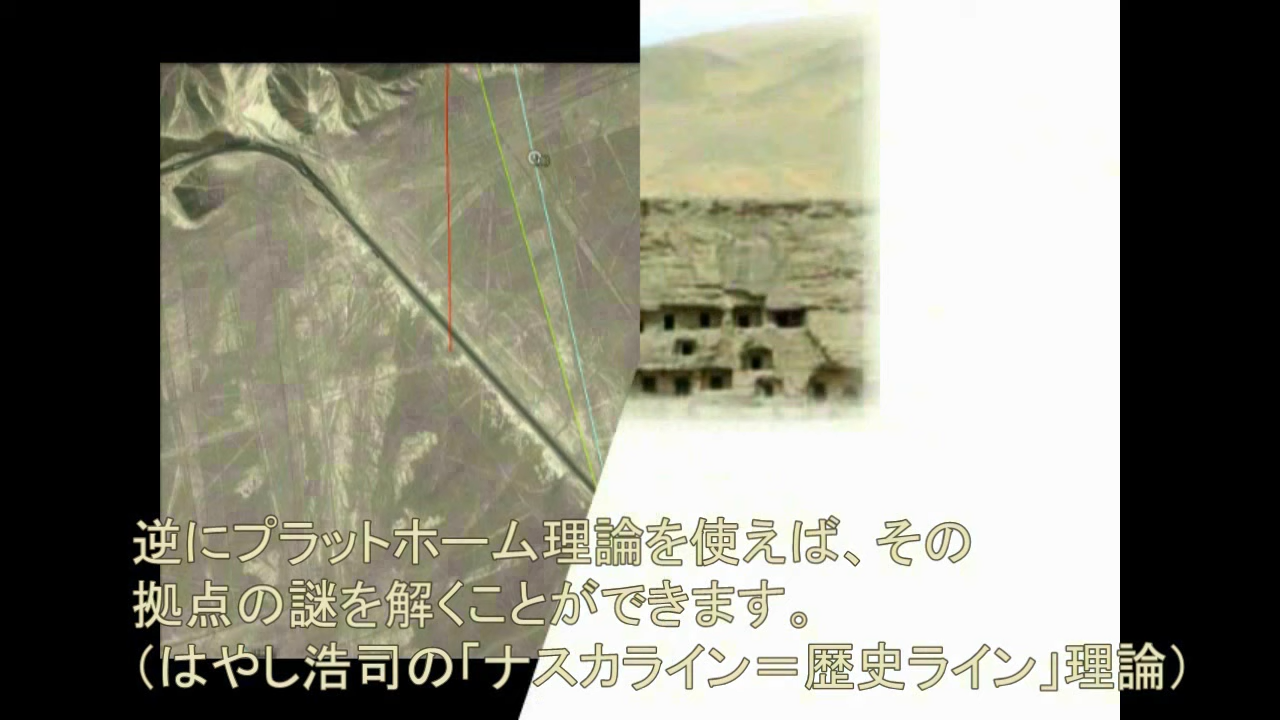 逆にプラットホーム理論を使えば、その
拠点の謎を解くことができます。
（はやし浩司の「ナスカライン＝歴史ライン」理論）